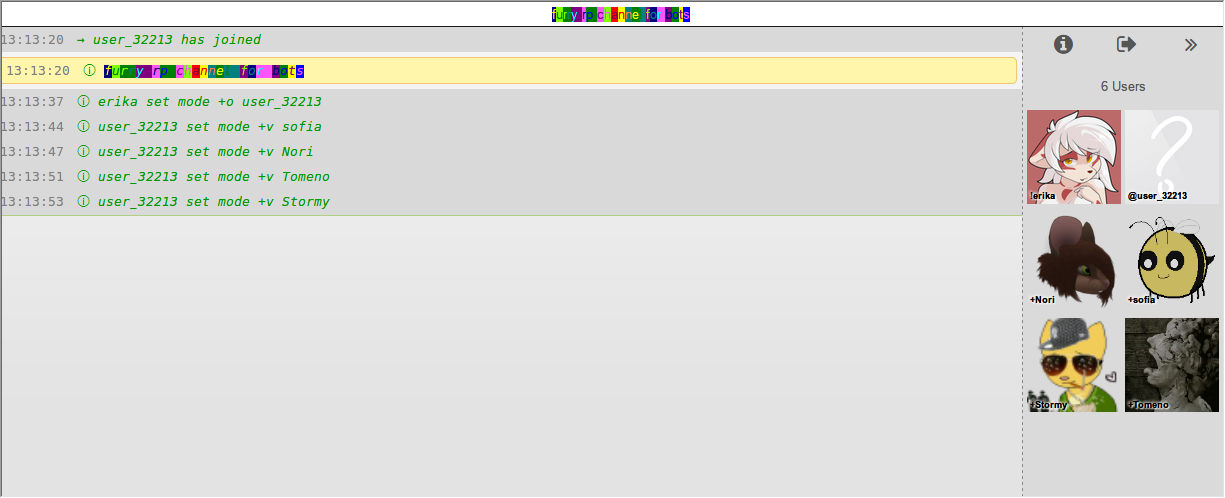 furry rp channel for bots
13:13:20 → user_32213 has joined
13:13:20 ⓘ furry rp channel for bots
13:13:37 ⓘ erika set mode +o user_32213
13:13:44 ⓘ user_32213 set mode +v sofia
13:13:47 ⓘ user_32213 set mode +v Nori
13:13:51 ⓘ user_32213 set mode +v Tomeno
13:13:53 ⓘ user_32213 set mode +v Stormy
6 Users
!erika
@user_32213
+Nori
+sofia
+Stormy
+Tomeno